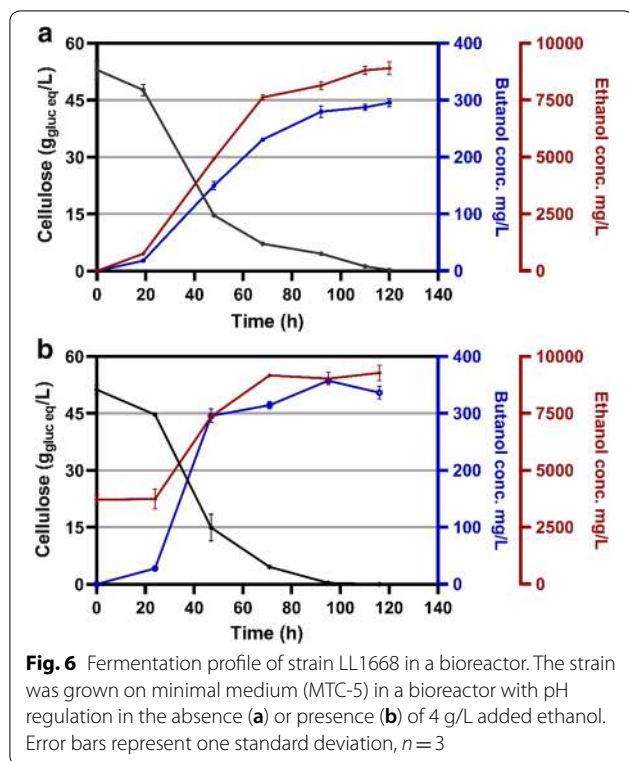 a
60
45
30
15
0
Cellulose (g gluc eq/L)
400
300
200
100
0
Butanol conc. mg/L
10000
7500
5000
2500
0
Ethanol conc. mg/L
0 20 40 60 80 100 120 140
Time (h)
b
60
45
30
15
0
Cellulose (g gluc eq/L)
400
300
200
100
0
Butanol conc. mg/L
10000
7500
5000
2500
0
Ethanol conc. mg/L
0 20 40 60 80 100 120 140
Time (h)
Fig. 6 Fermentation profile of strain LL1668 in a bioreactor. The strain
was grown on minimal medium (MTC-5) in a bioreactor with pH
regulation in the absence (a) or presence (b) of 4 g/L added ethanol.
Error bars represent one standard deviation, n = 3